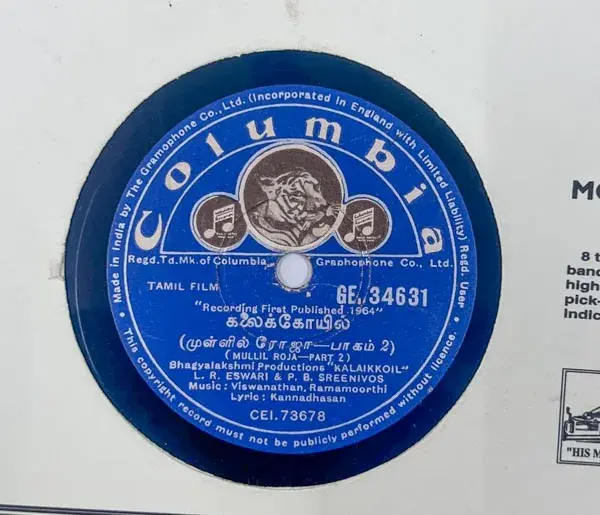 • Made in India by The Gramophone Co., Ltd. (Incorporated in England with Limited Liability) Regd. User •
Columbia
Regd. Td. Mk. of Columbia Graphophone Co., Ltd.
TAMIL FILM
GE. 34631
"Recording First Published 1964"
கலைக்கோயில்
(முள்ளில் ரோஜா—பாகம் 2)
(MULLIL ROJA—PART 2)
Bhagyalakshmi Productions "KALAIKKOIL"
L. R. ESWARI & P. B. SREENIVOS
Music : Viswanathan, Ramamoorthi
Lyric : Kannadhasan
CEI. 73678
This copyright record must not be publicly performed without licence.
8
high
pick-
indic
"HIS M